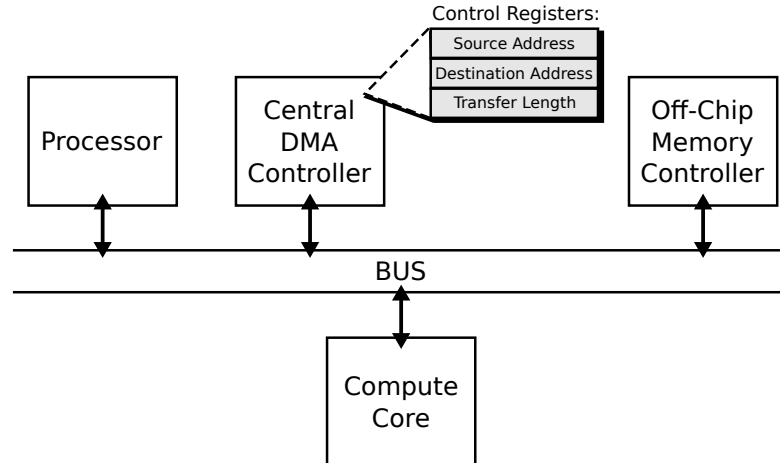 Control Registers:
Source Address
Destination Address
Transfer Length
Processor
Central
DMA
Controller
Off-Chip
Memory
Controller
BUS
Compute
Core